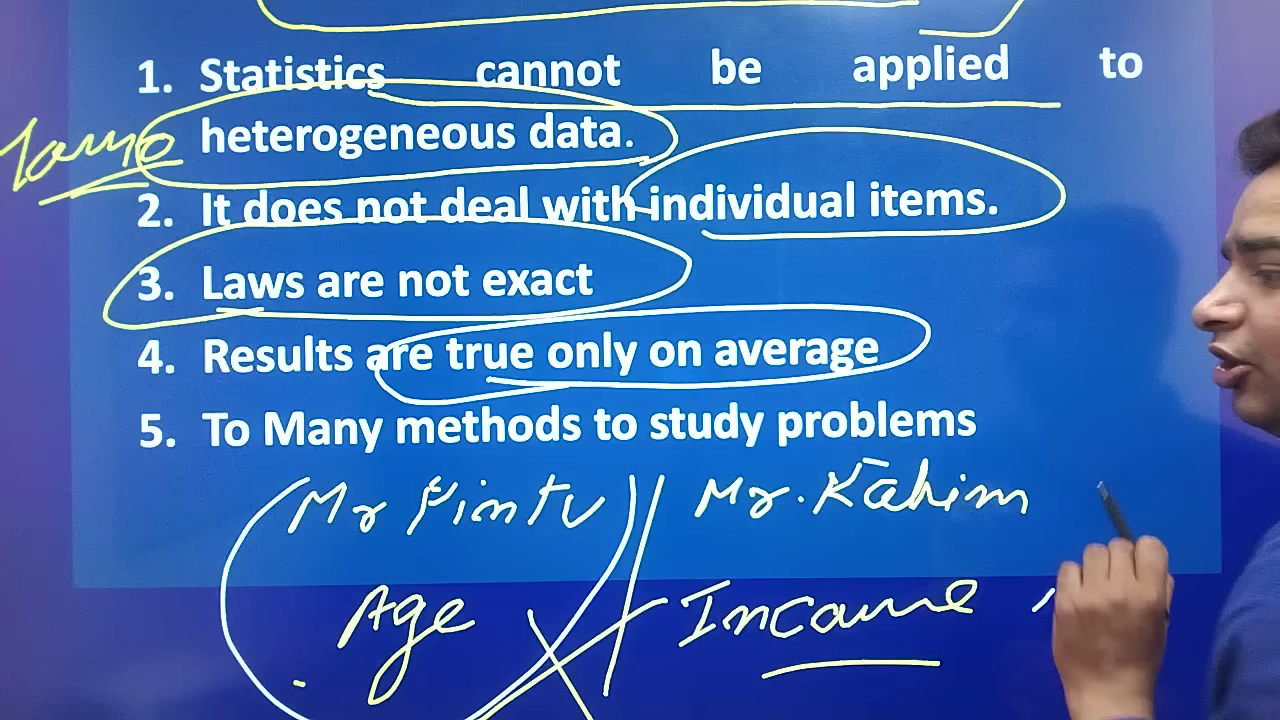 1. Statistics cannot be applied to
heterogeneous data.
2. It does not deal with individual items.
3. Laws are not exact
4. Results are true only on average
5. To Many methods to study problems
Mr Pintu Mr. Kahim
Age Income